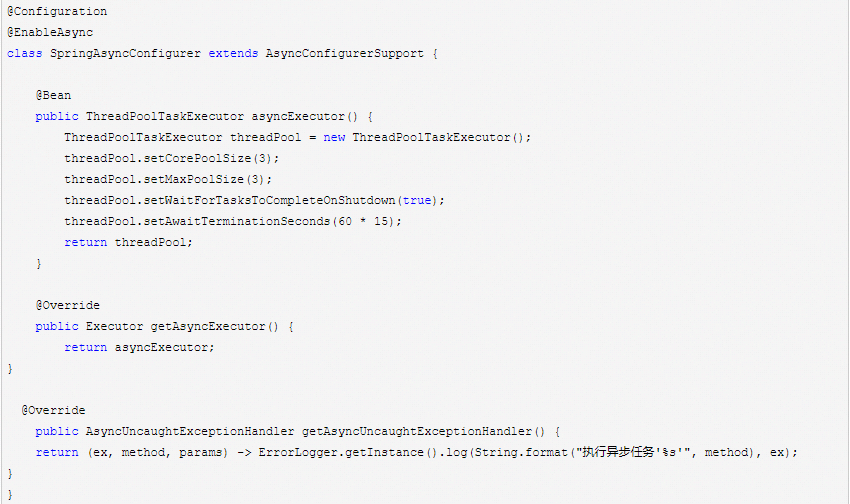 @Configuration
@EnableAsync
class SpringAsyncConfigurer extends AsyncConfigurerSupport {
@Bean
public ThreadPoolTaskExecutor asyncExecutor() {
ThreadPoolTaskExecutor threadPool = new ThreadPoolTaskExecutor();
threadPool.setCorePoolSize(3);
threadPool.setMaxPoolSize(3);
threadPool.setWaitForTasksToCompleteOnShutdown(true);
threadPool.setAwaitTerminationSeconds(60 * 15);
return threadPool;
}
@Override
public Executor getAsyncExecutor() {
return asyncExecutor;
}
@Override
public AsyncUncaughtExceptionHandler getAsyncUncaughtExceptionHandler() {
return (ex, method, params) -> ErrorLogger.getInstance().log(String.format("执行异步任务'%s'", method), ex);
}
}